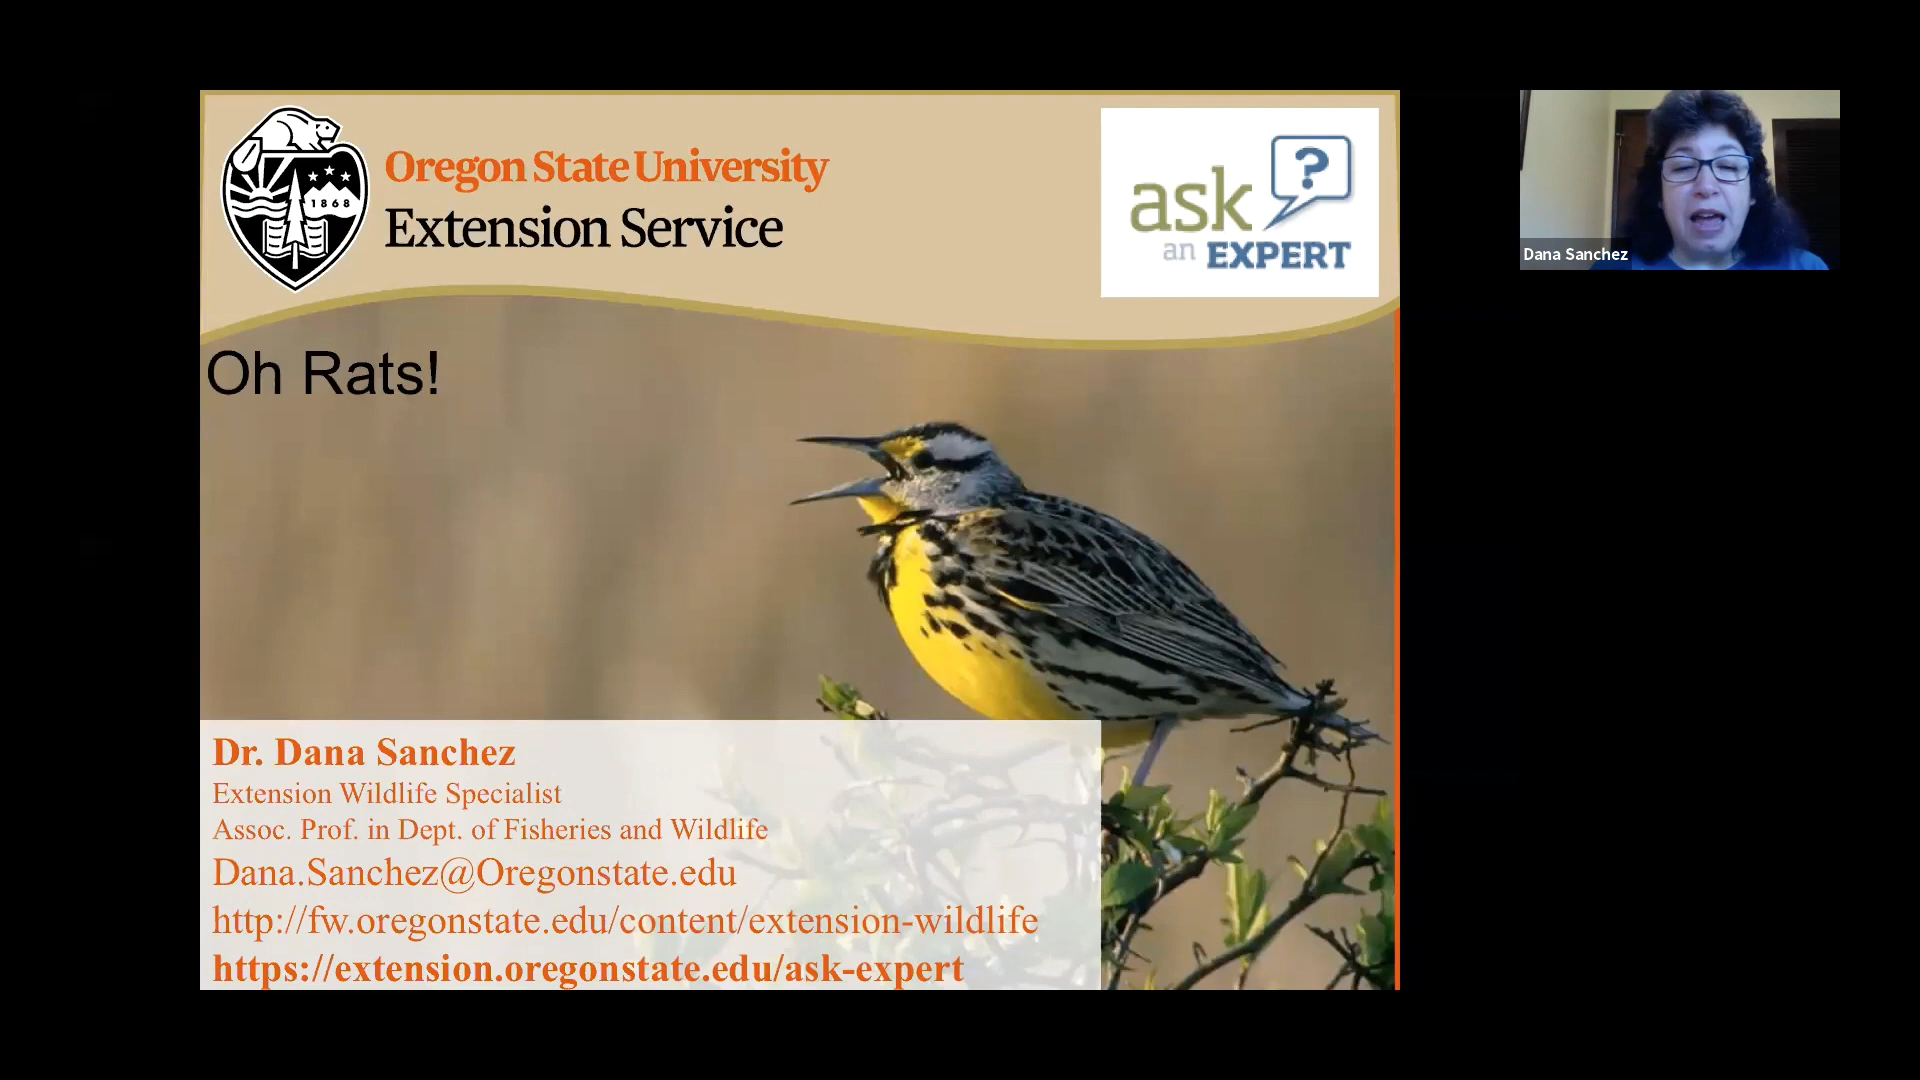 1868
Oregon State University
Extension Service
ask
?
an EXPERT
Oh Rats!
Dr. Dana Sanchez
Extension Wildlife Specialist
Assoc. Prof. in Dept. of Fisheries and Wildlife
Dana.Sanchez@Oregonstate.edu
http://fw.oregonstate.edu/content/extension-wildlife
https://extension.oregonstate.edu/ask-expert
Dana Sanchez